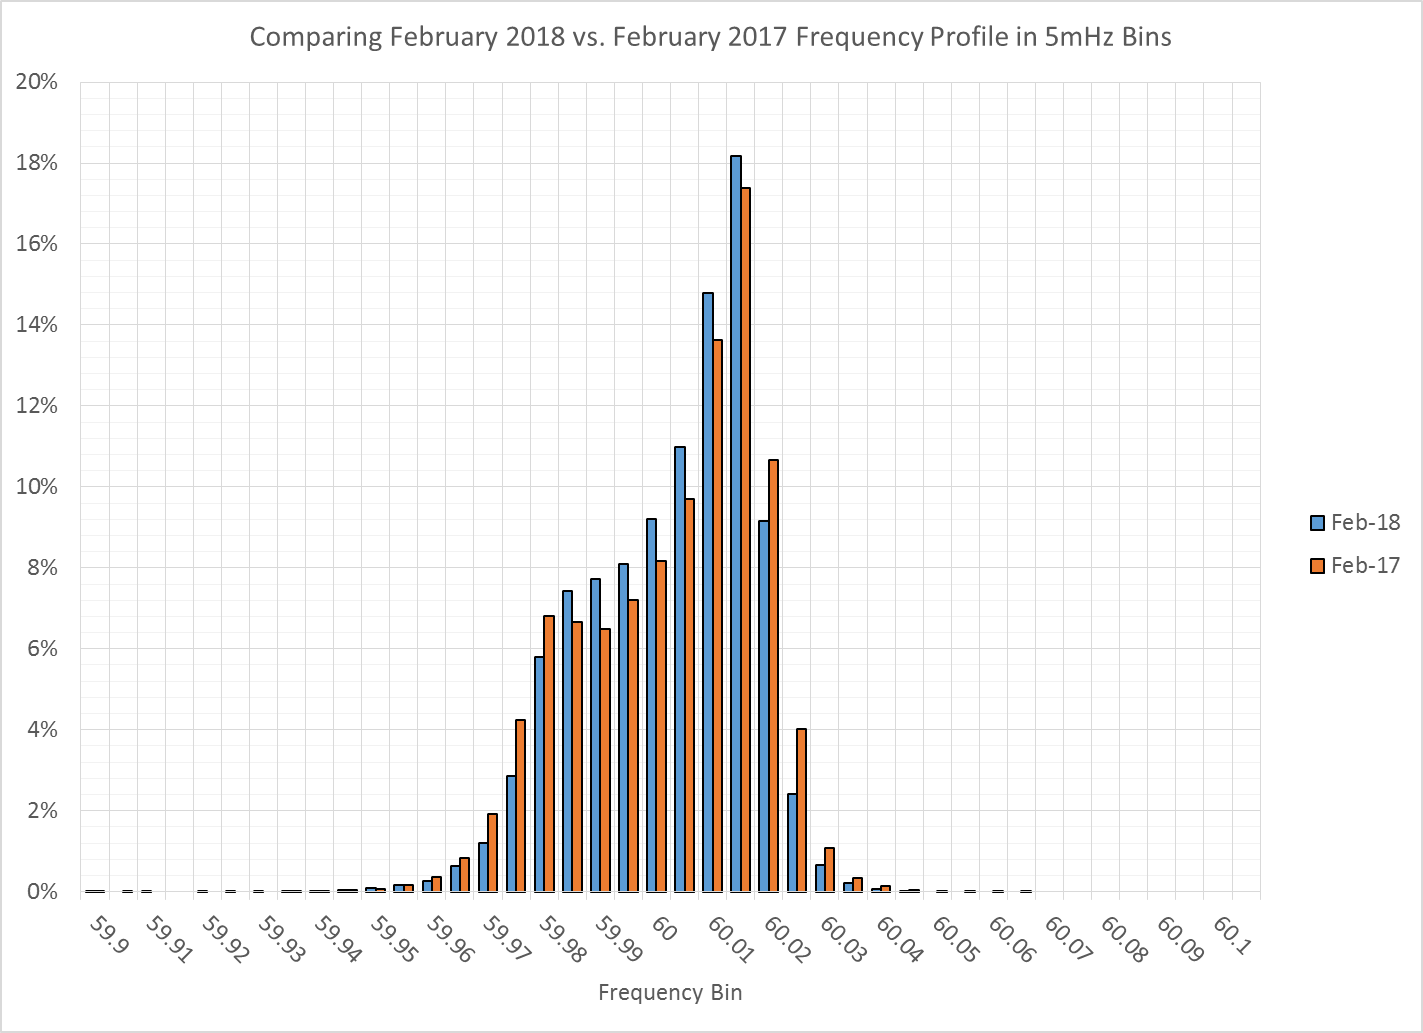 Comparing February 2018 vs. February 2017 Frequency Profile in 5mHz Bins
20%
18%
16%
14%
12%
10%
8%
6%
4%
2%
0%
Feb-18
Feb-17
59.9 59.91 59.92 59.93 59.94 59.95 59.96 59.97 59.98 59.99 60 60.01 60.02 60.03 60.04 60.05 60.06 60.07 60.08 60.09 60.1
Frequency Bin